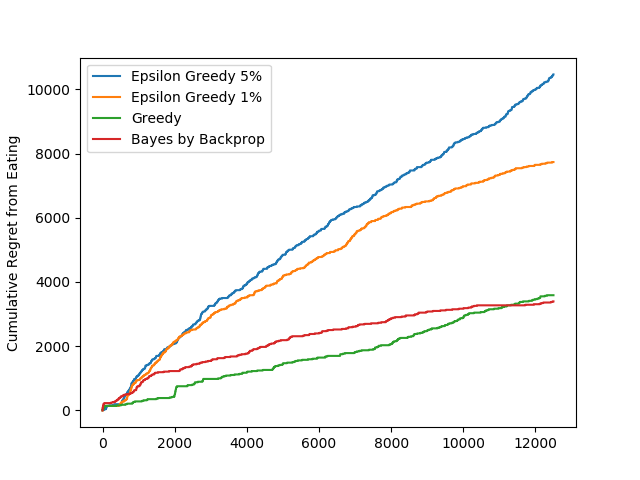 Epsilon Greedy 5%
Epsilon Greedy 1%
Greedy
Bayes by Backprop
Cumulative Regret from Eating
10000
8000
6000
4000
2000
0
0 2000 4000 6000 8000 10000 12000